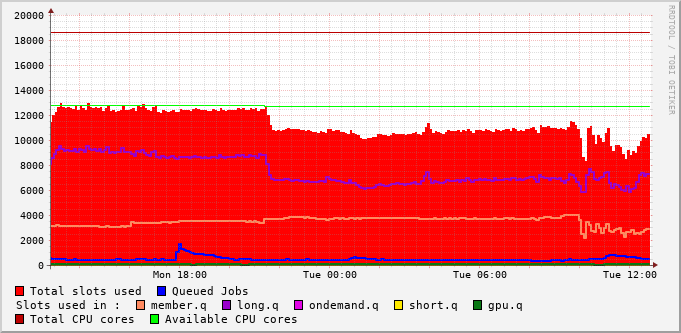 RRDTOOL / TOBI OETIKER
20000
18000
16000
14000
12000
10000
8000
6000
4000
2000
0
Mon 18:00 Tue 00:00 Tue 06:00 Tue 12:00
Total slots used Queued Jobs
Slots used in : member.q long.q ondemand.q short.q gpu.q
Total CPU cores Available CPU cores